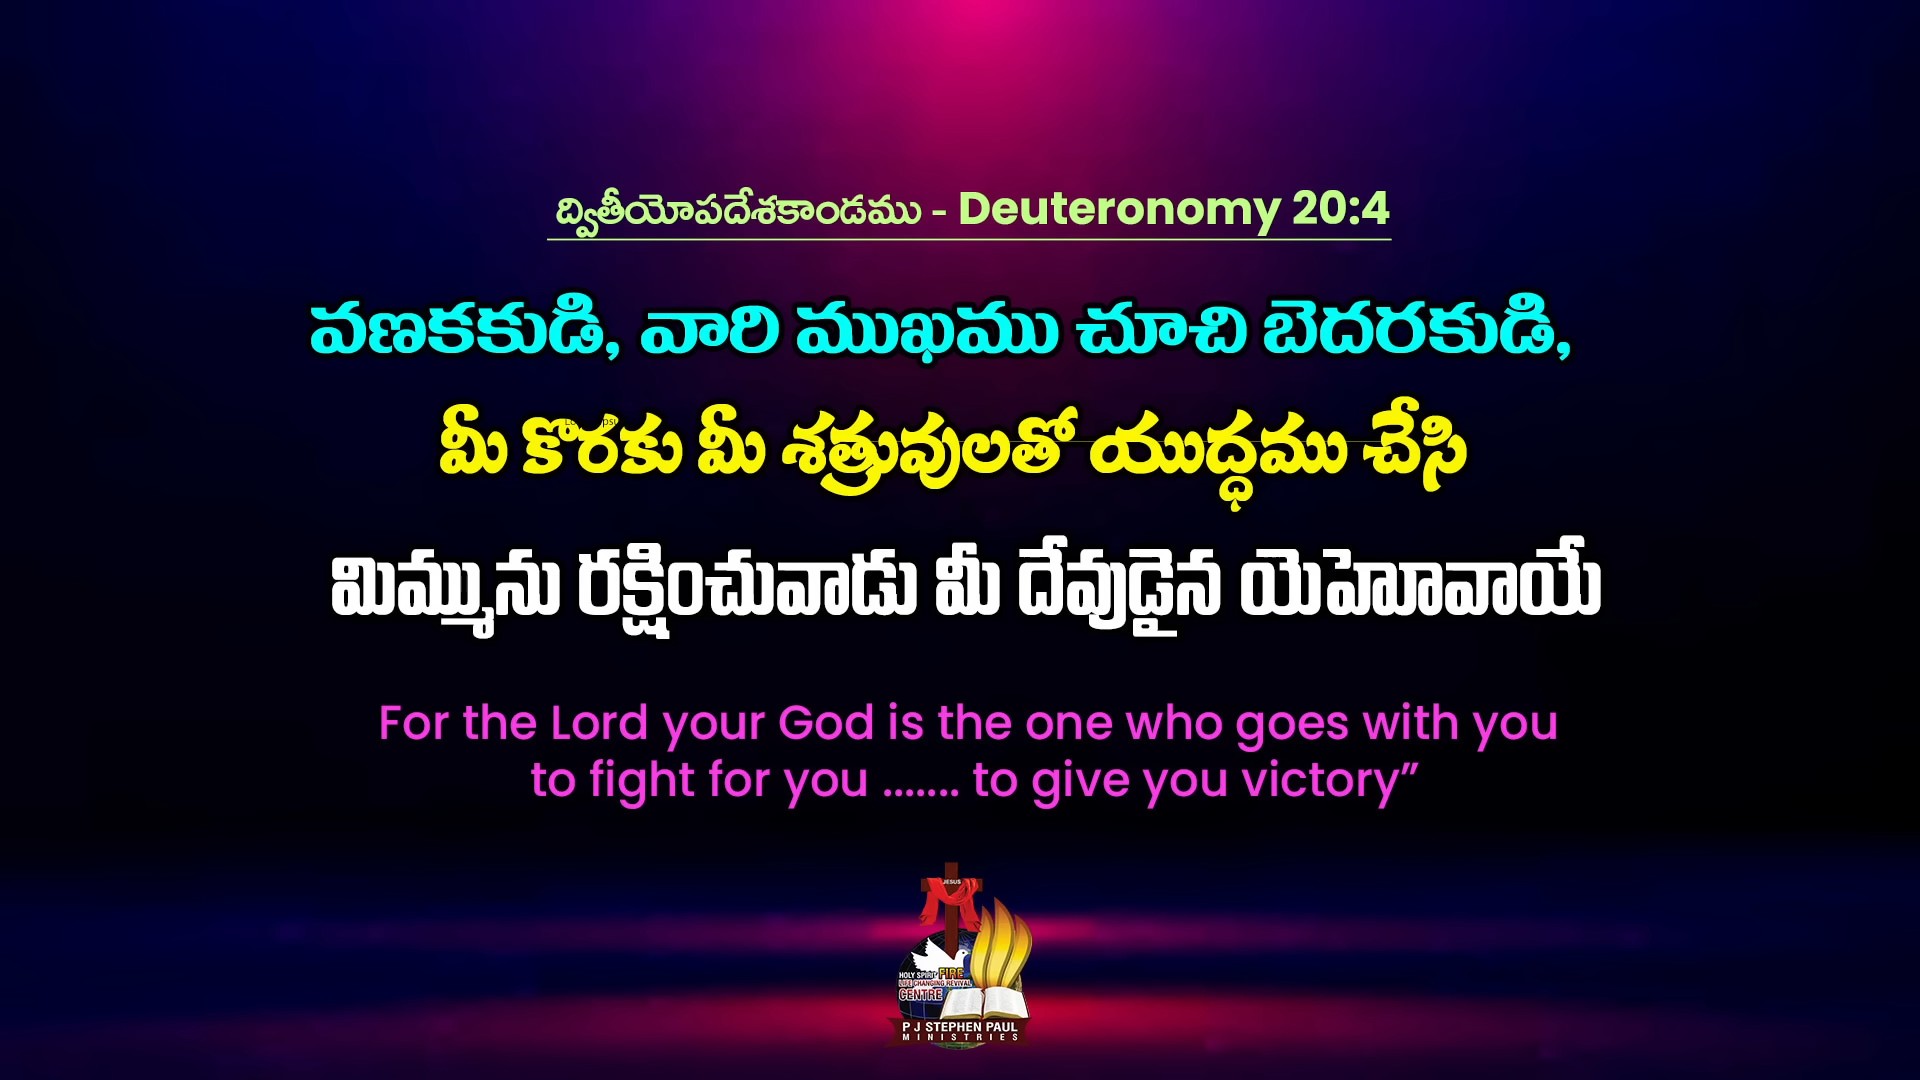 ద్వితీయోపదేశకాండము - Deuteronomy 20:4
వణకకుడి, వారి ముఖము చూచి బెదరకుడి,
మీ కొరకు మీ శత్రువులతో యుద్ధము చేసి
మిమ్మును రక్షించువాడు మీ దేవుడైన యెహెూవాయే
For the Lord your God is the one who goes with you
to fight for you ....... to give you victory”
JESUS
HOLY SPIRIT FIRE
LIFE CHANGING REVIVAL
CENTRE
P J STEPHEN PAUL
MINISTRIES